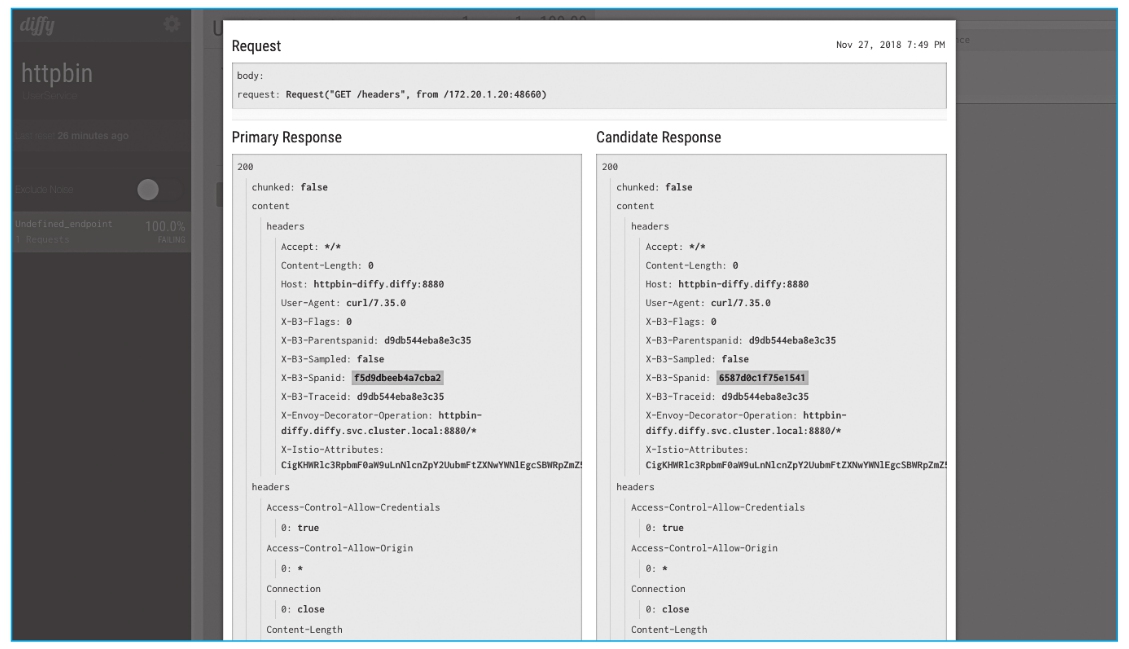 diffy
httpbin
26 minutes ago
Exclude Noise
Undefined_endpoint
100.0%
1 Requests
FAILING
Request
Nov 27, 2018 7:49 PM
body:
request: Request("GET /headers", from /172.20.1.20:48660)
Primary Response
200
chunked: false
content
headers
Accept: */*
Content-Length: 0
Host: httpbin-diffy.diffy:8880
User-Agent: curl/7.35.0
X-B3-Flags: 0
X-B3-Parentspanid: d9db544eba8e3c35
X-B3-Sampled: false
X-B3-Spanid: f5d9dbeeb4a7cba2
X-B3-Traceid: d9db544eba8e3c35
X-Envoy-Decorator-Operation: httpbin-
diffy.diffy.svc.cluster.local:8880/*
X-Istio-Attributes:
CigKHWRlc3RpbmF0aW9uLnNlcnZpY2UubmFtZXNwYWNlEgcSBWRpZmZ5
headers
Access-Control-Allow-Credentials
0: true
Access-Control-Allow-Origin
0: *
Connection
0: close
Content-Length
Candidate Response
200
chunked: false
content
headers
Accept: */*
Content-Length: 0
Host: httpbin-diffy.diffy:8880
User-Agent: curl/7.35.0
X-B3-Flags: 0
X-B3-Parentspanid: d9db544eba8e3c35
X-B3-Sampled: false
X-B3-Spanid: 6587d0c1f75e1541
X-B3-Traceid: d9db544eba8e3c35
X-Envoy-Decorator-Operation: httpbin-
diffy.diffy.svc.cluster.local:8880/*
X-Istio-Attributes:
CigKHWRlc3RpbmF0aW9uLnNlcnZpY2UubmFtZXNwYWNlEgcSBWRpZmZ5
headers
Access-Control-Allow-Credentials
0: true
Access-Control-Allow-Origin
0: *
Connection
0: close
Content-Length